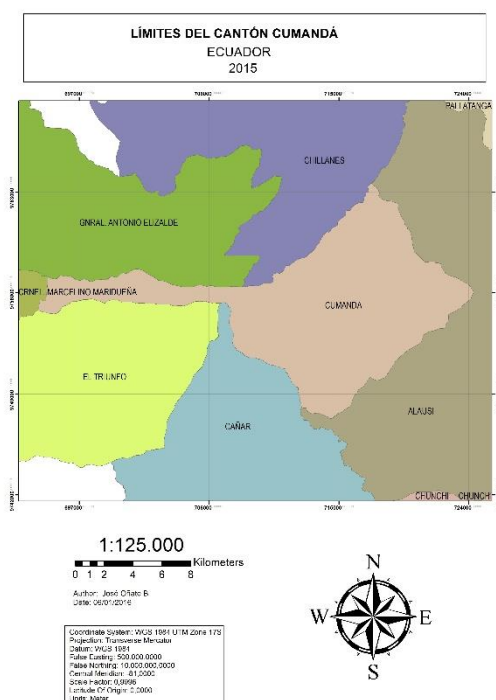 LÍMITES DEL CANTÓN CUMANDÁ
ECUADOR
2015
PALLATANGA
CHILLANES
GNRAL. ANTONIO ELIZALDE
CRNEL. MARCELINO MARIDUEÑA
CUMANDA
EL TRIUNFO
ALAUSI
CAÑAR
CHUNCHI CHUNCH
1:125.000
Kilometers
0 1 2 4 6 8
Author: José Oñate B.
N
W E
S
Coordinate System: WGS 1984 UTM Zone 17S
Projection: Transverse Mercator
Datum: WGS 1984
False Easting: 500.000,0000
False Northing: 10.000.000,0000
Central Meridian: -81,0000
Scale Factor: 0,9996
Latitude Of Origin: 0,0000
Units: Meter